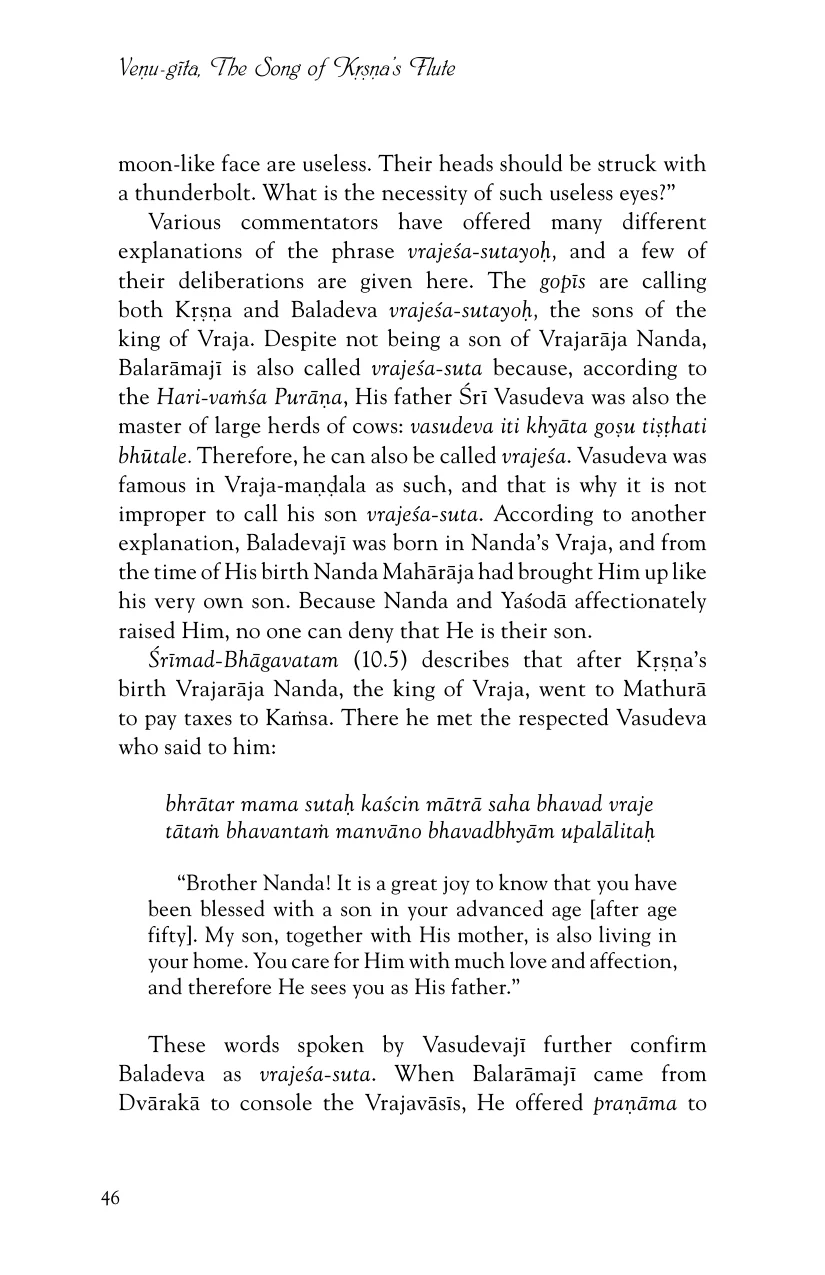 Veṇu-gīta, The Song of Kṛṣṇa's Flute
moon-like face are useless. Their heads should be struck with
a thunderbolt. What is the necessity of such useless eyes?”
Various commentators have offered many different
explanations of the phrase vrajeśa-sutayoḥ, and a few of
their deliberations are given here. The gopīs are calling
both Kṛṣṇa and Baladeva vrajeśa-sutayoḥ, the sons of the
king of Vraja. Despite not being a son of Vrajarāja Nanda,
Balarāmajī is also called vrajeśa-suta because, according to
the Hari-vaṁśa Purāṇa, His father Śrī Vasudeva was also the
master of large herds of cows: vasudeva iti khyāta goṣu tiṣṭhati
bhūtale. Therefore, he can also be called vrajeśa. Vasudeva was
famous in Vraja-maṇḍala as such, and that is why it is not
improper to call his son vrajeśa-suta. According to another
explanation, Baladevajī was born in Nanda’s Vraja, and from
the time of His birth Nanda Mahārāja had brought Him up like
his very own son. Because Nanda and Yaśodā affectionately
raised Him, no one can deny that He is their son.
Śrīmad-Bhāgavatam (10.5) describes that after Kṛṣṇa’s
birth Vrajarāja Nanda, the king of Vraja, went to Mathurā
to pay taxes to Kaṁsa. There he met the respected Vasudeva
who said to him:
bhrātar mama sutaḥ kaścin mātrā saha bhavad vraje
tātaṁ bhavantaṁ manvāno bhavadbhyām upalālitaḥ
“Brother Nanda! It is a great joy to know that you have
been blessed with a son in your advanced age [after age
fifty]. My son, together with His mother, is also living in
your home. You care for Him with much love and affection,
and therefore He sees you as His father.”
These words spoken by Vasudevajī further confirm
Baladeva as vrajeśa-suta. When Balarāmajī came from
Dvārakā to console the Vrajavāsīs, He offered praṇāma to
46